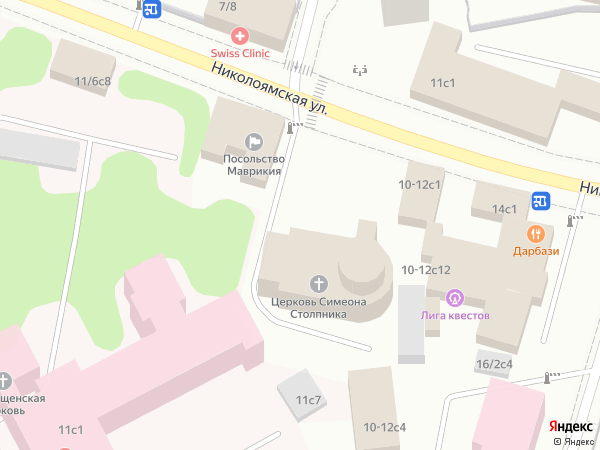 7/8
Swiss Clinic
11/6с8
Николоямская ул.
11с1
Посольство
Маврикия
10-12с1
Ни
14с1
Дарбази
10-12с12
Церковь Симеона
Столпника
Лига квестов
16/2с4
щенская
ковь
11с1
11с7
10-12с4
Яндекс
© Яндекс